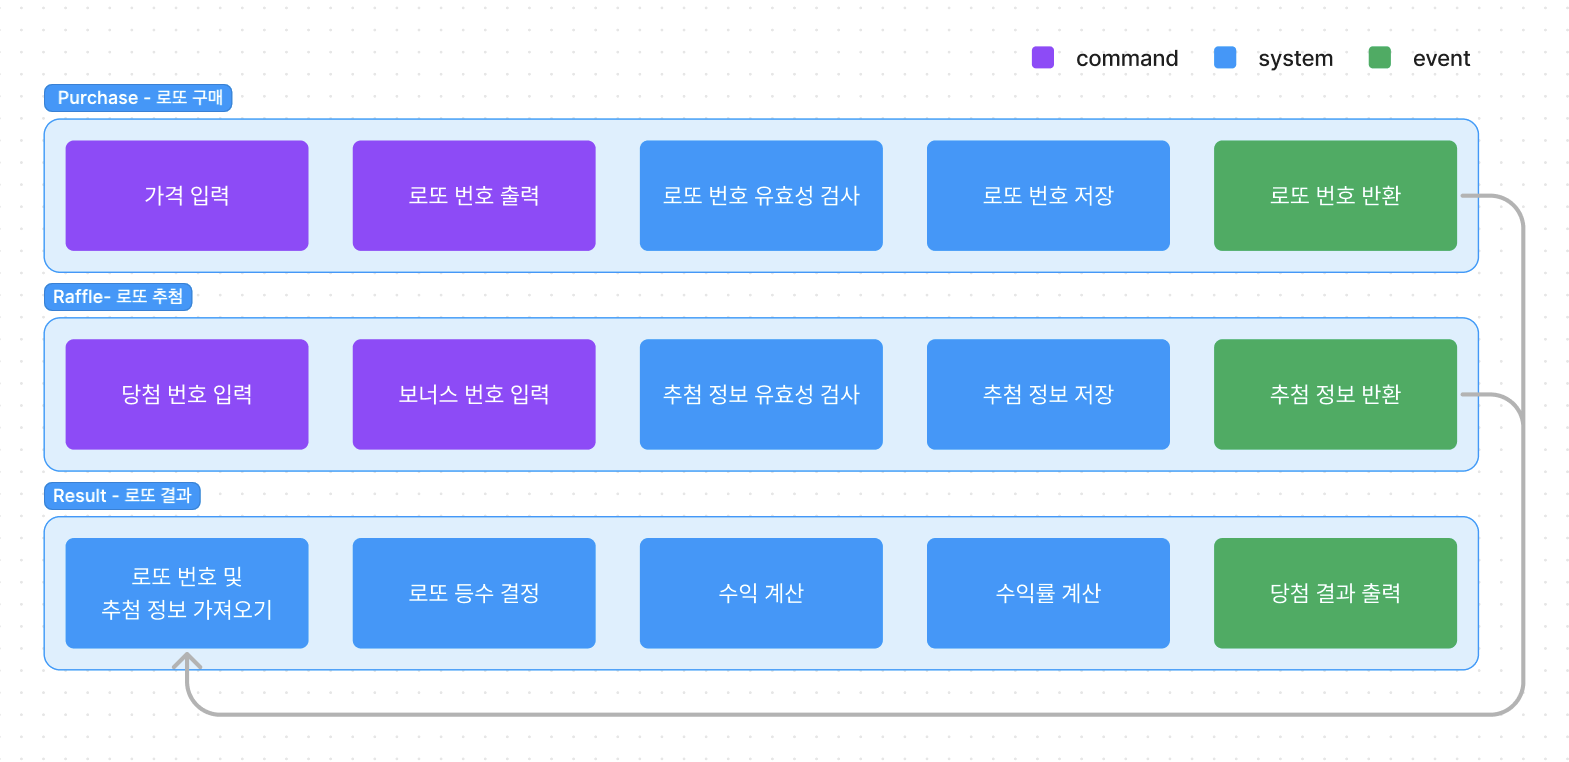 command system event
Purchase - 로또 구매
가격 입력
로또 번호 출력
로또 번호 유효성 검사
로또 번호 저장
로또 번호 반환
Raffle- 로또 추첨
당첨 번호 입력
보너스 번호 입력
추첨 정보 유효성 검사
추첨 정보 저장
추첨 정보 반환
Result - 로또 결과
로또 번호 및
추첨 정보 가져오기
로또 등수 결정
수익 계산
수익률 계산
당첨 결과 출력